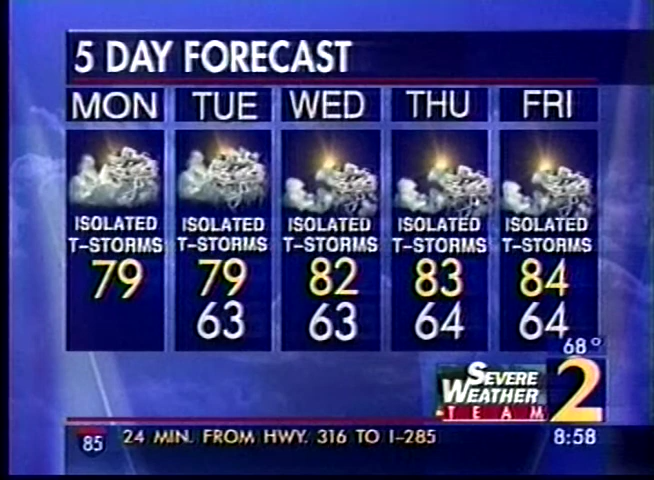 5 DAY FORECAST
MON TUE WED THU FRI
ISOLATED ISOLATED ISOLATED ISOLATED ISOLATED
T-STORMS T-STORMS T-STORMS T-STORMS T-STORMS
79 79 82 83 84
63 63 64 64
68°
SEVERE
WEATHER
TEAM
2
85 24 MIN. FROM HWY. 316 TO I-285 8:58